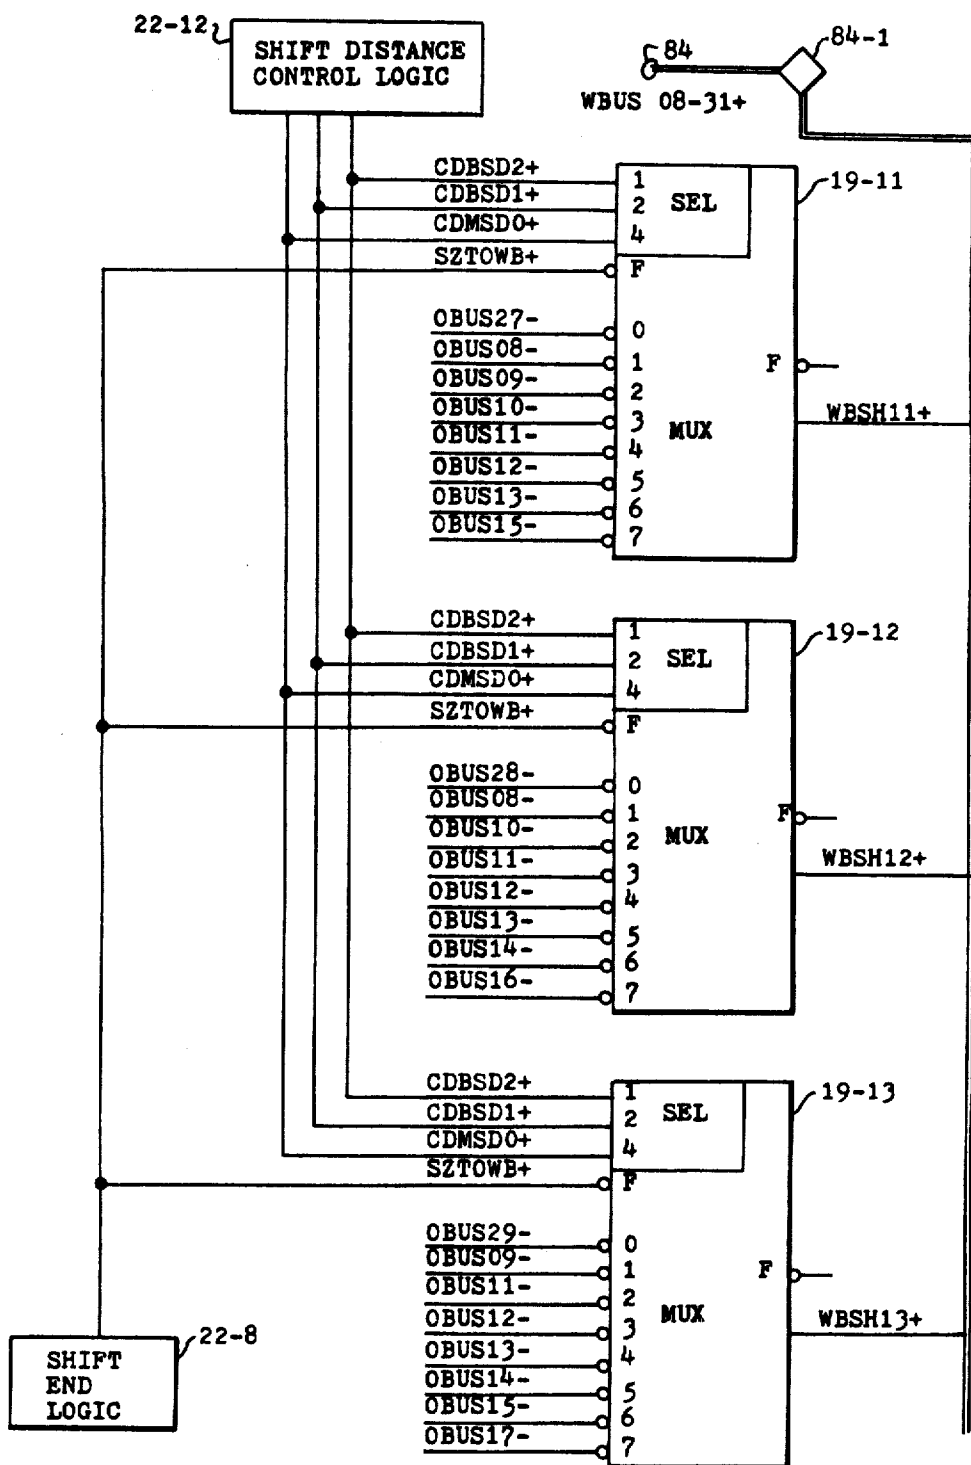 22-12
SHIFT DISTANCE
CONTROL LOGIC
84
84-1
WBUS 08-31+
CDBSD2+
CDBSD1+
CDMSD0+
SZTOWB+
1
2
4
F
SEL
19-11
OBUS27-
OBUS08-
OBUS09-
OBUS10-
OBUS11-
OBUS12-
OBUS13-
OBUS15-
0
1
2
3
4
5
6
7
MUX
F
WBSH11+
CDBSD2+
CDBSD1+
CDMSD0+
SZTOWB+
1
2
4
F
SEL
19-12
OBUS28-
OBUS08-
OBUS10-
OBUS11-
OBUS12-
OBUS13-
OBUS14-
OBUS16-
0
1
2
3
4
5
6
7
MUX
F
WBSH12+
CDBSD2+
CDBSD1+
CDMSD0+
SZTOWB+
1
2
4
F
SEL
19-13
OBUS29-
OBUS09-
OBUS11-
OBUS12-
OBUS13-
OBUS14-
OBUS15-
OBUS17-
0
1
2
3
4
5
6
7
MUX
F
WBSH13+
22-8
SHIFT
END
LOGIC